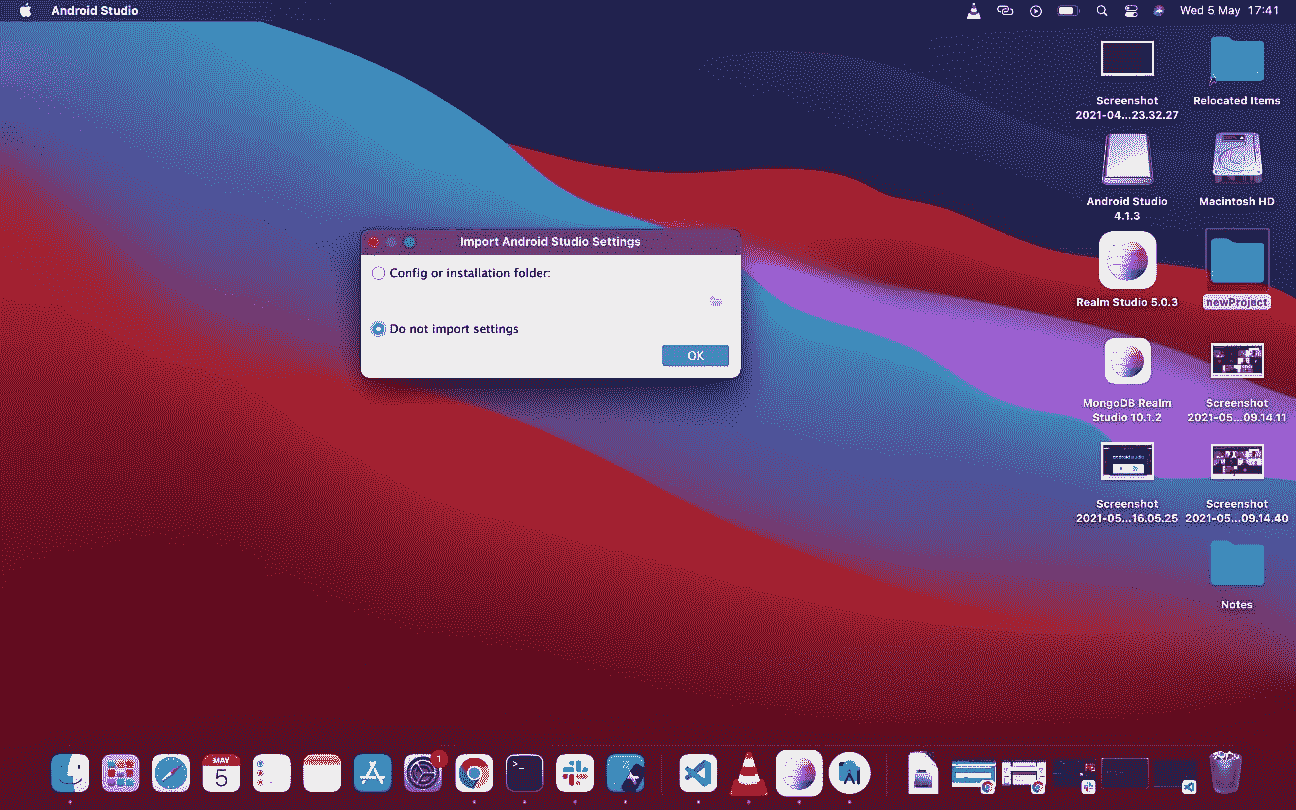 Android Studio
Wed 5 May 17:41
Screenshot
2021-04...23.32.27
Relocated Items
Android Studio
4.1.3
Macintosh HD
Import Android Studio Settings
Config or installation folder:
Do not import settings
OK
Realm Studio 5.0.3
newProject
MongoDB Realm
Studio 10.1.2
Screenshot
2021-05...09.14.11
Screenshot
2021-05...16.05.25
Screenshot
2021-05...09.14.40
Notes
MAY
5
1